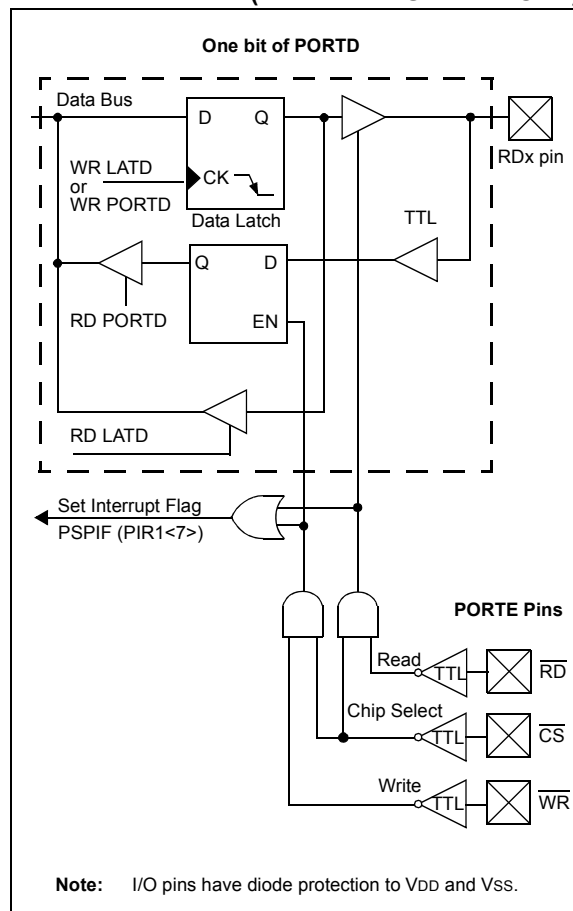 One bit of PORTD
Data Bus
D Q
WR LATD
or
WR PORTD
CK
Data Latch
RDx pin
TTL
Q D
EN
RD PORTD
RD LATD
Set Interrupt Flag
PSPIF (PIR1<7>)
PORTE Pins
Read
TTL
RD
Chip Select
TTL
CS
Write
TTL
WR
Note: I/O pins have diode protection to VDD and VSS.